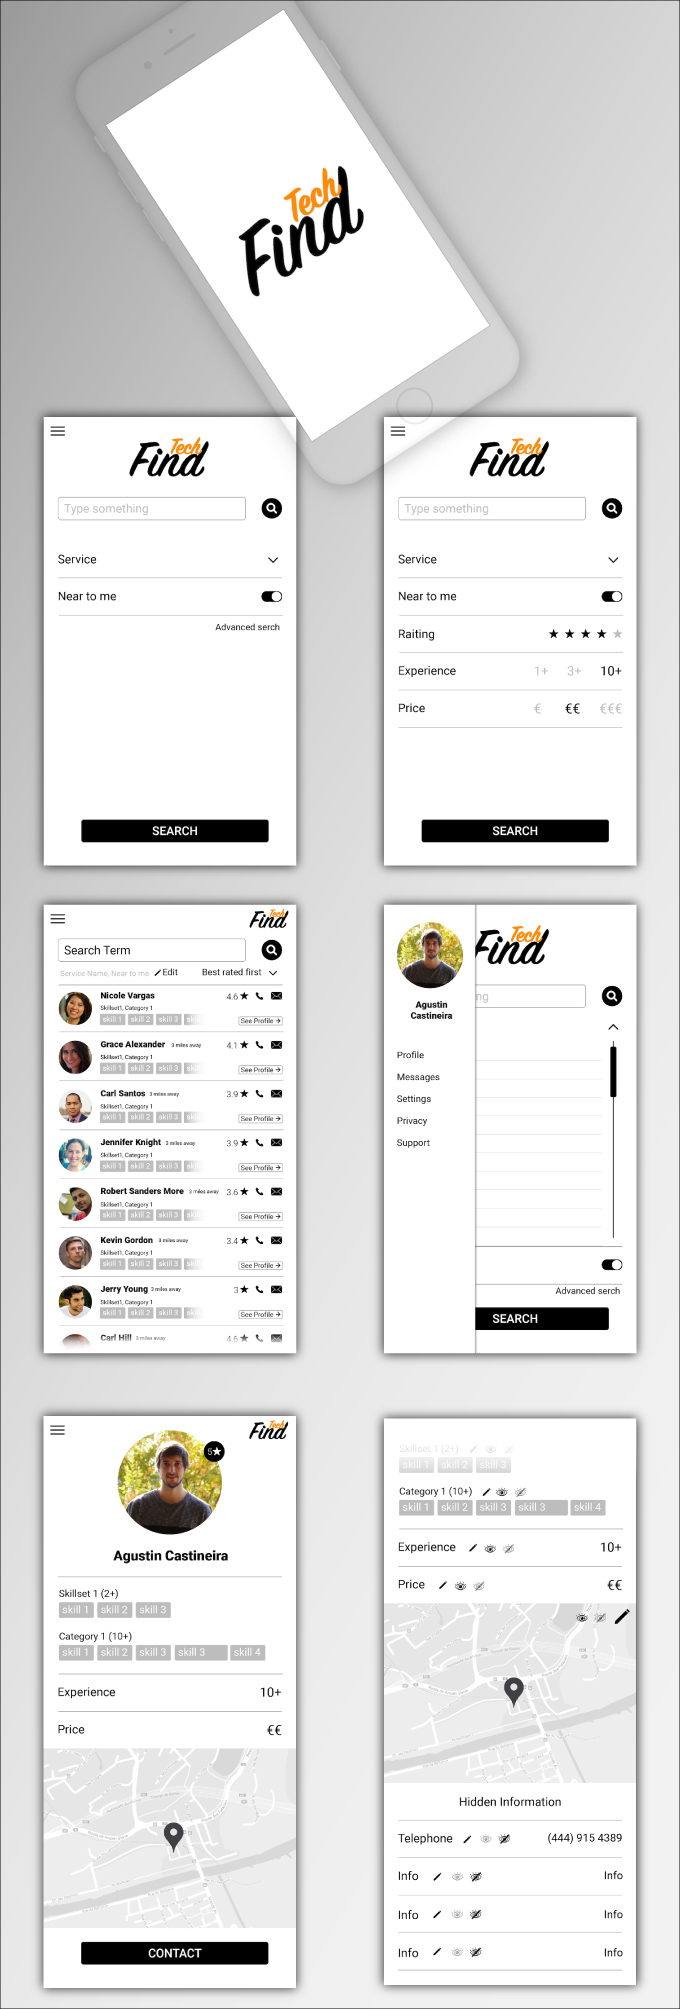 Tech
Find
Tech
Find
Type something
Service
Near to me
Advanced serch
SEARCH
Tech
Find
Type something
Service
Near to me
Raiting
Experience 1+ 3+ 10+
Price € €€ €€€
SEARCH
Tech
Find
Search Term
Service Name, Near to me Edit Best rated first
Nicole Vargas 4.6
Skillset1, Category 1
skill 1 skill 2 skill 3 See Profile
Grace Alexander 3 miles away 4.1
Skillset1, Category 1
skill 1 skill 2 skill 3 See Profile
Carl Santos 3 miles away 3.9
Skillset1, Category 1
skill 1 skill 2 skill 3 See Profile
Jennifer Knight 3 miles away 3.9
Skillset1, Category 1
skill 1 skill 2 skill 3 See Profile
Robert Sanders More 3 miles away 3.6
Skillset1, Category 1
skill 1 skill 2 skill 3 See Profile
Kevin Gordon 3 miles away 3.4
Skillset1, Category 1
skill 1 skill 2 skill 3 See Profile
Jerry Young 3 miles away 3
Skillset1, Category 1
skill 1 skill 2 skill 3 See Profile
Carl Hill 3 miles away 4.6
Agustin
Castineira
Profile
Messages
Settings
Privacy
Support
Tech
Find
ng
Advanced serch
SEARCH
Tech
Find
5
Agustin Castineira
Skillset 1 (2+)
skill 1 skill 2 skill 3
Category 1 (10+)
skill 1 skill 2 skill 3 skill 3 skill 4
Experience 10+
Price €€
CONTACT
Skillset 1 (2+)
skill 1 skill 2 skill 3
Category 1 (10+)
skill 1 skill 2 skill 3 skill 3 skill 4
Experience 10+
Price €€
Hidden Information
Telephone (444) 915 4389
Info Info
Info Info
Info Info